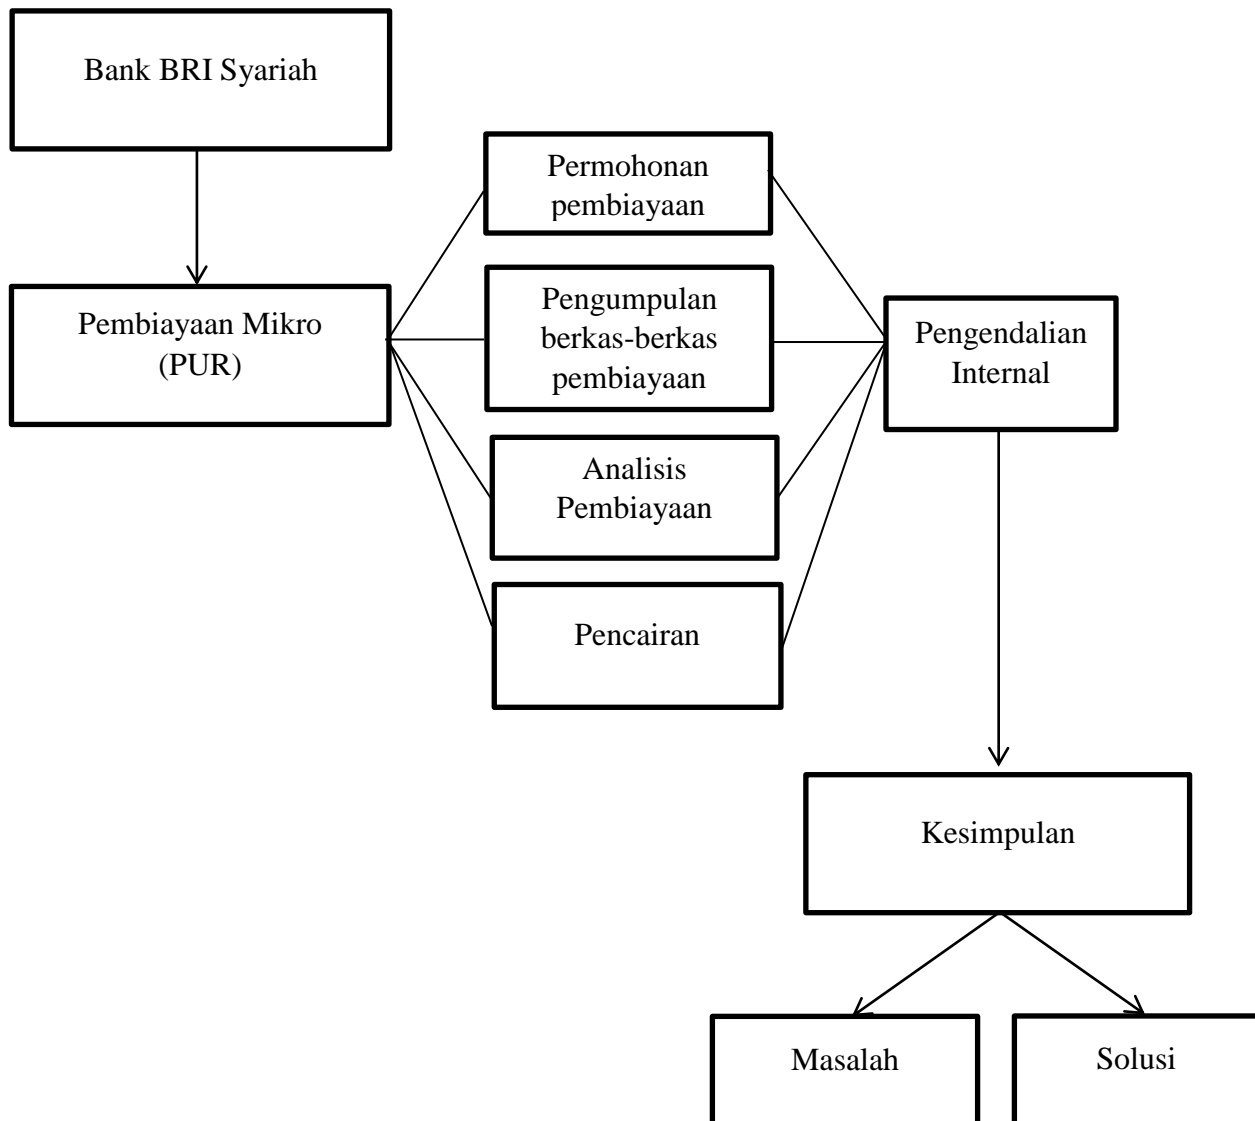 Bank BRI Syariah
Permohonan
pembiayaan
Pembiayaan Mikro
(PUR)
Pengumpulan
berkas-berkas
pembiayaan
Pengendalian
Internal
Analisis
Pembiayaan
Pencairan
Kesimpulan
Masalah
Solusi